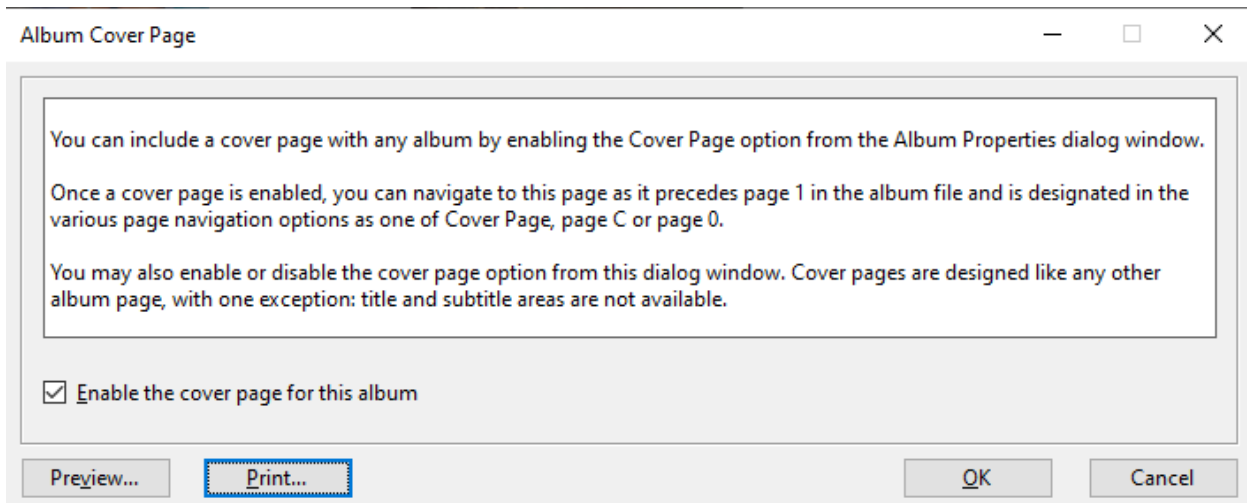 Album Cover Page
You can include a cover page with any album by enabling the Cover Page option from the Album Properties dialog window.
Once a cover page is enabled, you can navigate to this page as it precedes page 1 in the album file and is designated in the
various page navigation options as one of Cover Page, page C or page 0.
You may also enable or disable the cover page option from this dialog window. Cover pages are designed like any other
album page, with one exception: title and subtitle areas are not available.
Enable the cover page for this album
Preview... Print... OK Cancel